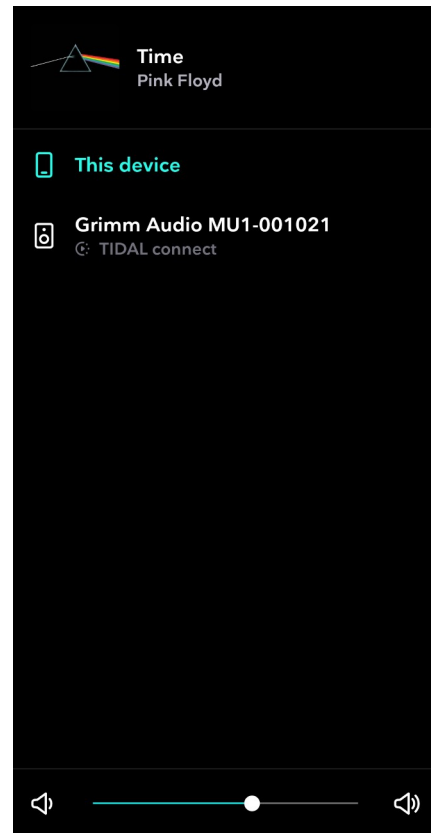 Time
Pink Floyd
This device
Grimm Audio MU1-001021
TIDAL connect